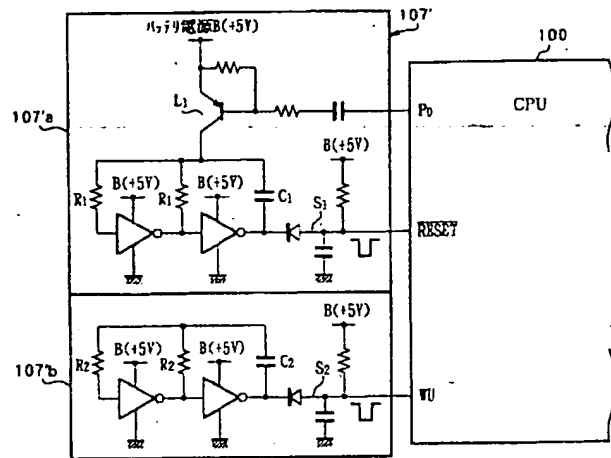 バッテリ電源B(+5V)
107'
100
CPU
L1
P0
107'a
B(+5V)
B(+5V)
B(+5V)
R1
R1
C1
S1
RESET
B(+5V)
B(+5V)
B(+5V)
R2
R2
C2
S2
107'b
WU